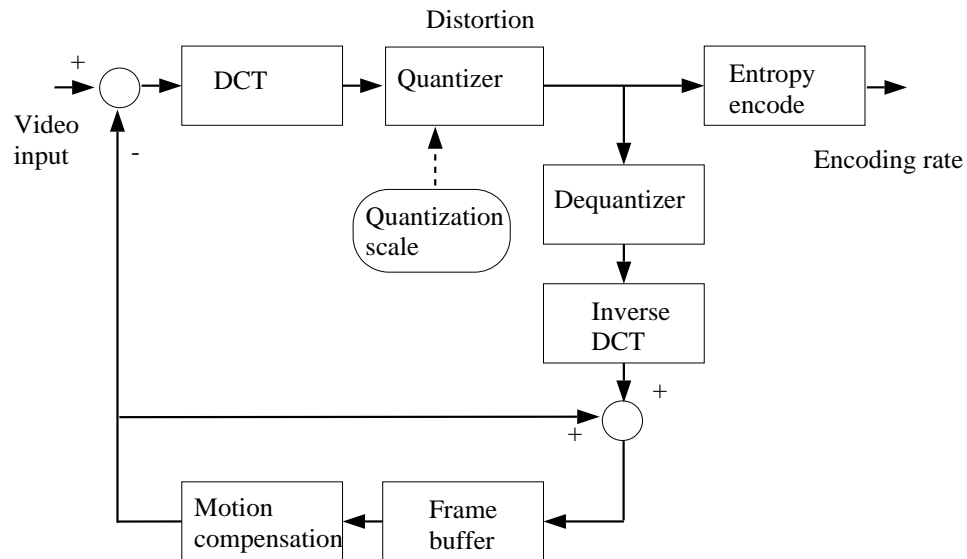 Distortion
+
DCT
Quantizer
Entropy
encode
Video
input
-
Encoding rate
Quantization
scale
Dequantizer
Inverse
DCT
+
+
Motion
compensation
Frame
buffer